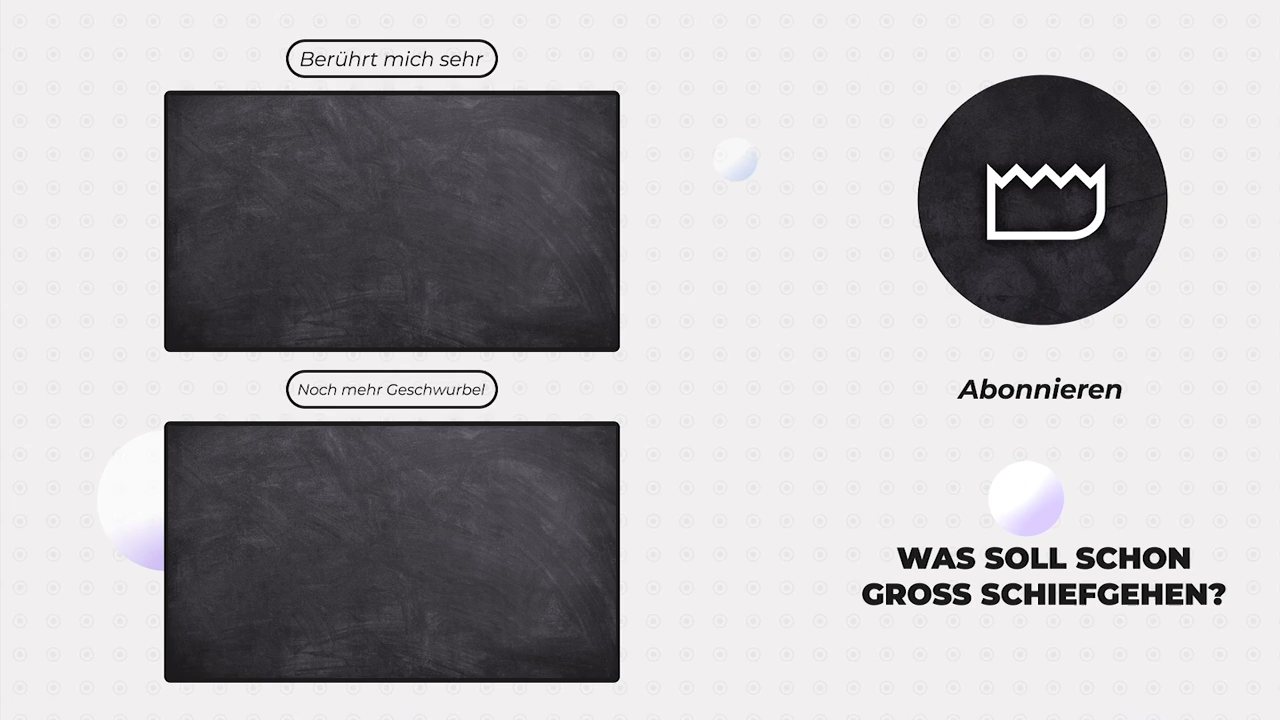 Berührt mich sehr
Noch mehr Geschwurbel
Abonnieren
WAS SOLL SCHON
GROSS SCHIEFGEHEN?